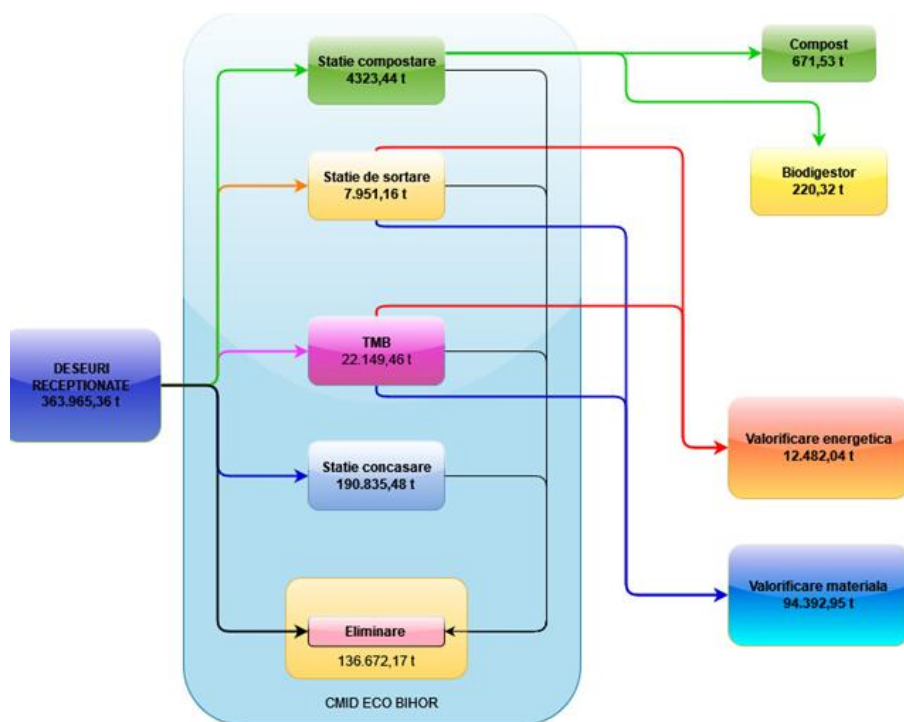 Statie compostare
4323,44 t
Compost
671,53 t
Statie de sortare
7.951,16 t
Biodigestor
220,32 t
DESEURI
RECEPTIONATE
363.965,36 t
TMB
22.149,46 t
Valorificare energetica
12.482,04 t
Statie concasare
190.835,48 t
Valorificare materiala
94.392,95 t
Eliminare
136.672,17 t
CMID ECO BIHOR